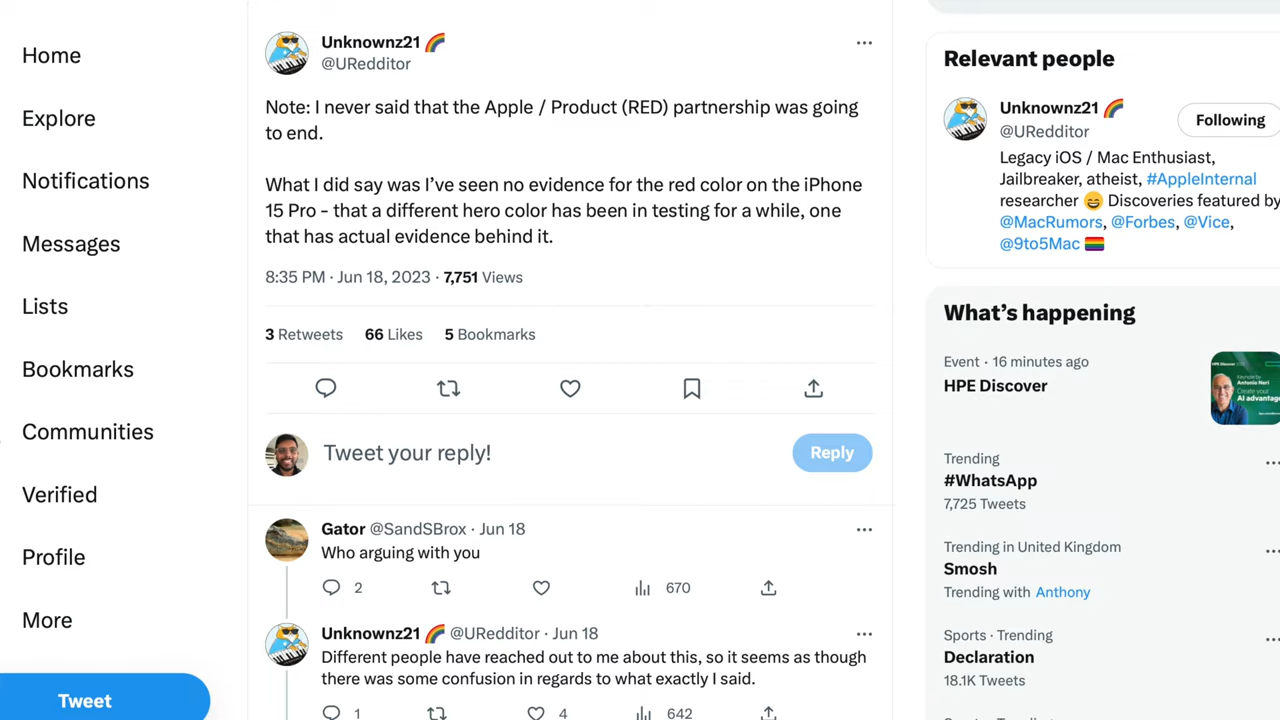 Home
Explore
Notifications
Messages
Lists
Bookmarks
Communities
Verified
Profile
More
Tweet
Unknownz21 🌈
@URedditor
Note: I never said that the Apple / Product (RED) partnership was going
to end.
What I did say was I’ve seen no evidence for the red color on the iPhone
15 Pro - that a different hero color has been in testing for a while, one
that has actual evidence behind it.
8:35 PM · Jun 18, 2023 · 7,751 Views
3 Retweets 66 Likes 5 Bookmarks
Tweet your reply!
Reply
Gator @SandSBrox · Jun 18
Who arguing with you
2 670
Unknownz21 🌈 @URedditor · Jun 18
Different people have reached out to me about this, so it seems as though
there was some confusion in regards to what exactly I said.
1 4 642
Relevant people
Unknownz21 🌈
@URedditor
Following
Legacy iOS / Mac Enthusiast,
Jailbreaker, atheist, #AppleInternal
researcher 😄 Discoveries featured by
@MacRumors, @Forbes, @Vice,
@9to5Mac 🏳️‍🌈
What’s happening
Event · 16 minutes ago
HPE Discover
Keynote by
Antonio Neri
Create your
AI advantage
Trending
#WhatsApp
7,725 Tweets
Trending in United Kingdom
Smosh
Trending with Anthony
Sports · Trending
Declaration
18.1K Tweets